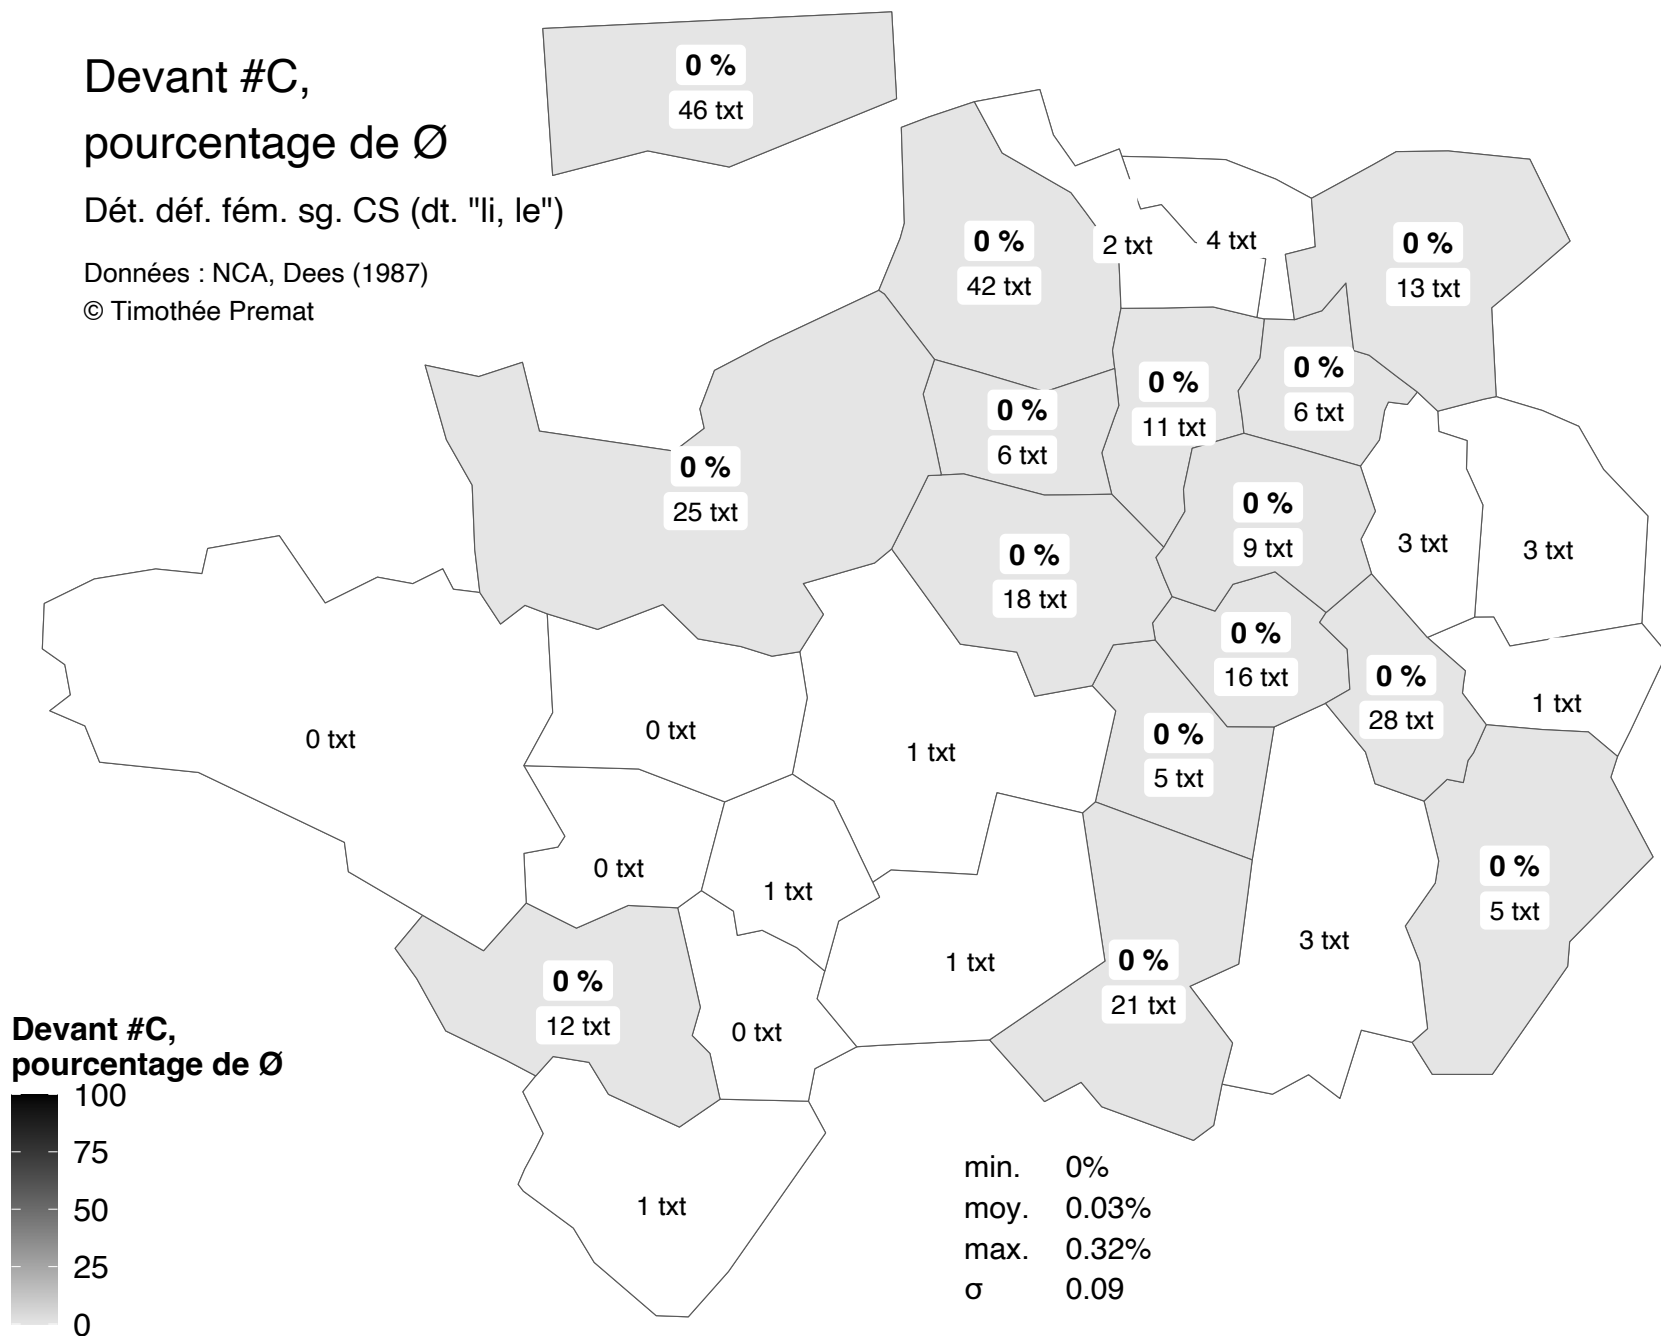 Devant #C,
pourcentage de Ø
Dét. déf. fém. sg. CS (dt. "li, le")
Données : NCA, Dees (1987)
© Timothée Premat
0 %
46 txt
0 %
42 txt
2 txt
4 txt
0 %
13 txt
0 %
25 txt
0 %
6 txt
0 %
11 txt
0 %
6 txt
0 %
18 txt
0 %
9 txt
3 txt
3 txt
0 %
16 txt
0 %
28 txt
1 txt
0 txt
0 txt
1 txt
0 %
5 txt
0 txt
1 txt
0 %
5 txt
0 %
12 txt
0 txt
1 txt
0 %
21 txt
3 txt
1 txt
Devant #C,
pourcentage de Ø
100
75
50
25
0
min. 0%
moy. 0.03%
max. 0.32%
σ 0.09